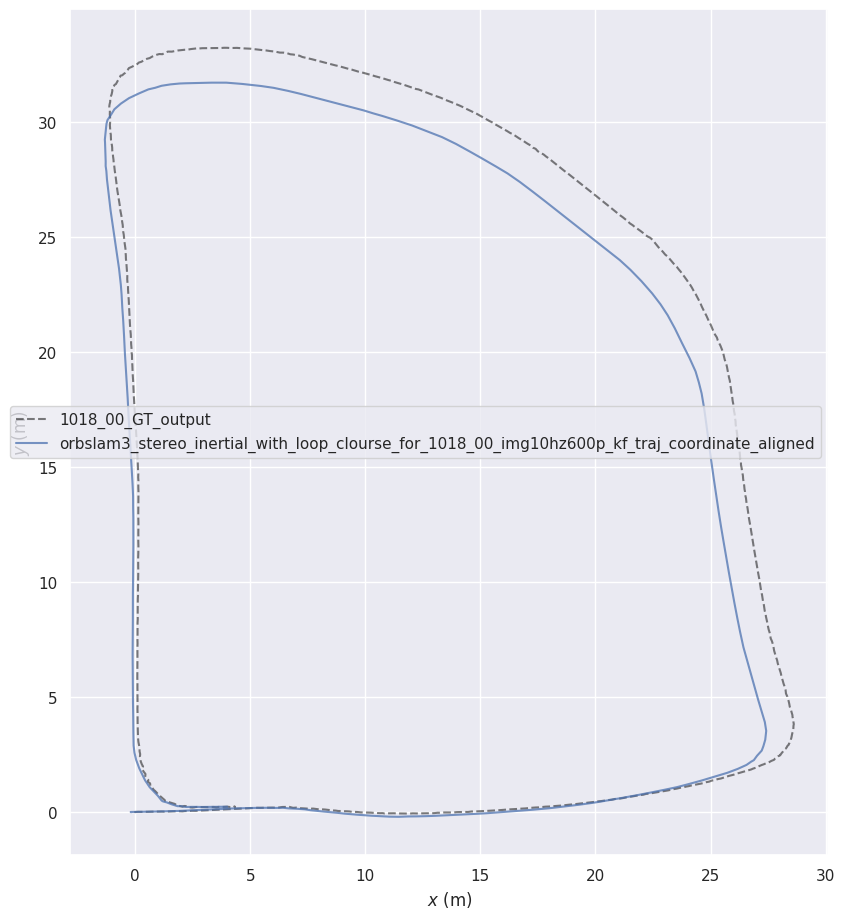 30
25
20
1018_00_GT_output
orbslam3_stereo_inertial_with_loop_clourse_for_1018_00_img10hz600p_kf_traj_coordinate_aligned
y (m)
15
10
5
0
0 5 10 15 20 25 30
x (m)